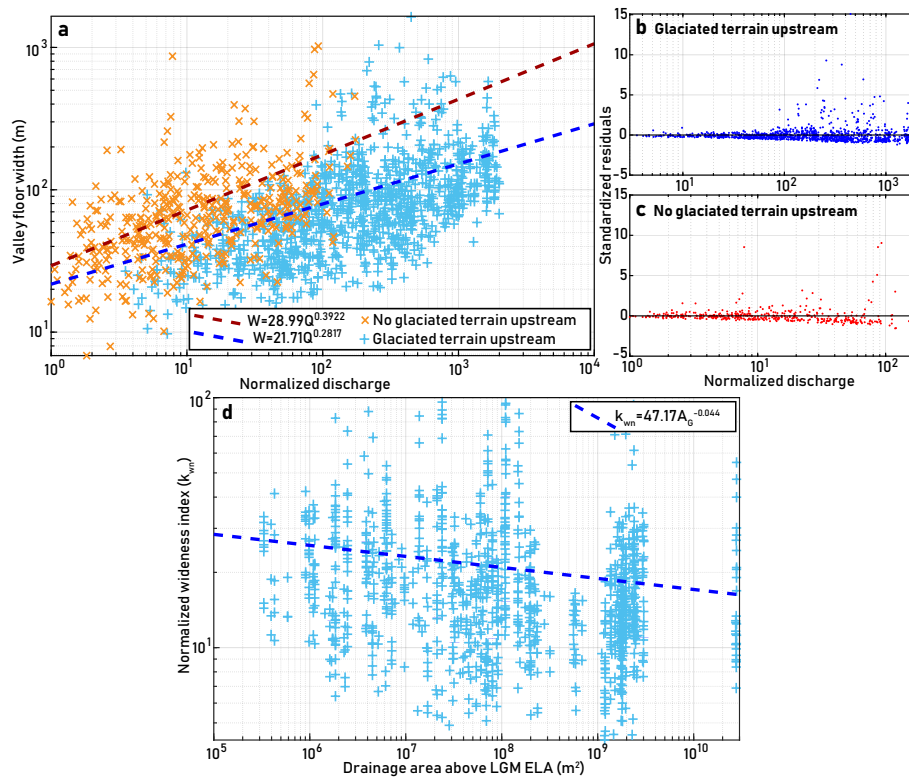 a
10³
10²
10¹
Valley floor width (m)
10⁰
10¹
10²
10³
10⁴
Normalized discharge
W=28.99Q^0.3922
W=21.71Q^0.2817
No glaciated terrain upstream
Glaciated terrain upstream
b Glaciated terrain upstream
15
10
5
0
−5
10¹
10²
10³
Standardized residuals
c No glaciated terrain upstream
15
10
5
0
−5
10⁰
10¹
10²
Normalized discharge
d
k_wn=47.17A_G^-0.044
10²
10¹
Normalized wideness index (k_wn)
10⁵
10⁶
10⁷
10⁸
10⁹
10¹⁰
Drainage area above LGM ELA (m²)